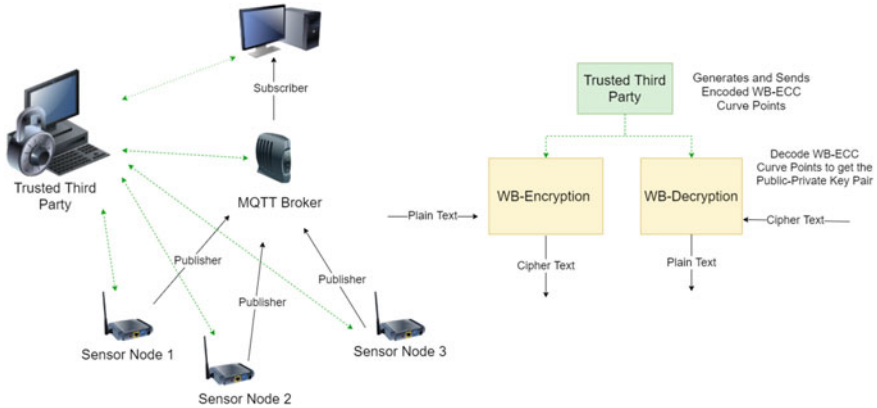 Subscriber
Trusted Third
Party
MQTT Broker
Publisher
Publisher
Publisher
Sensor Node 1
Sensor Node 2
Sensor Node 3
Trusted Third
Party
Generates and Sends
Encoded WB-ECC
Curve Points
Decode WB-ECC
Curve Points to get the
Public-Private Key Pair
WB-Encryption
WB-Decryption
Plain Text
Cipher Text
Cipher Text
Plain Text